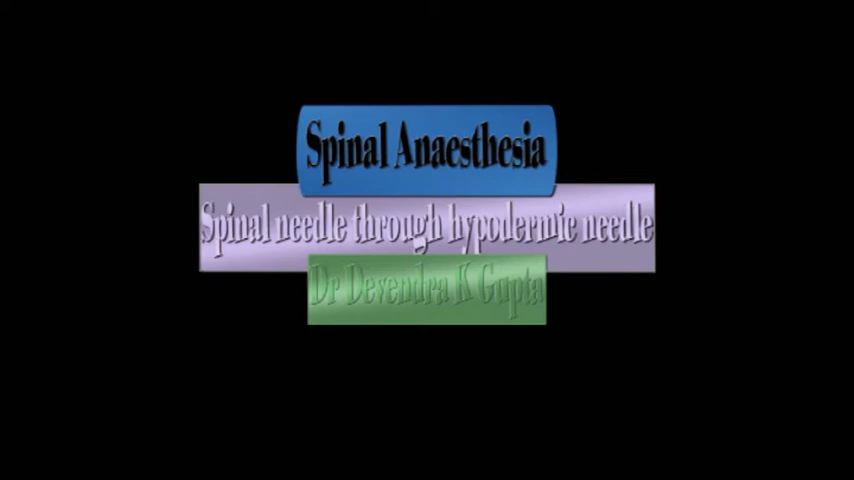 Spinal Anaesthesia
Spinal needle through hypodermic needle
Dr Devendra K Gupta